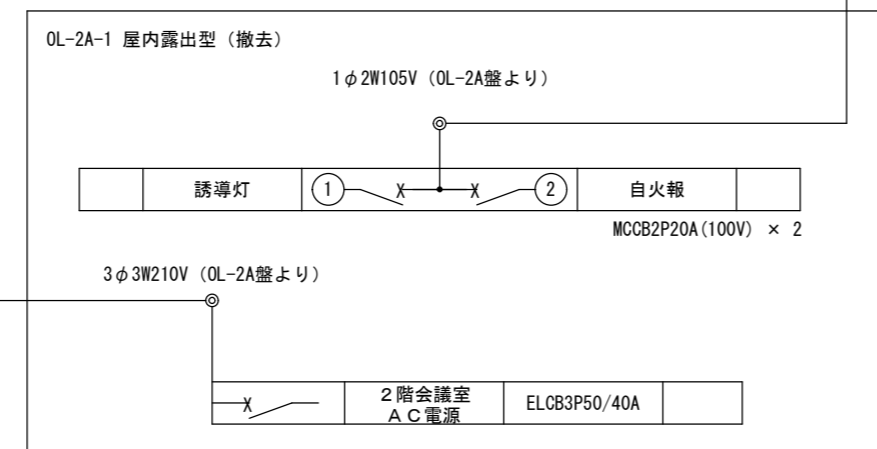 OL-2A-1 屋内露出型（撤去）
1φ2W105V（OL-2A盤より）
誘導灯 1 X X 2 自火報
MCCB2P20A(100V) × 2
3φ3W210V（OL-2A盤より）
X 2階会議室 ELCB3P50/40A
AC電源